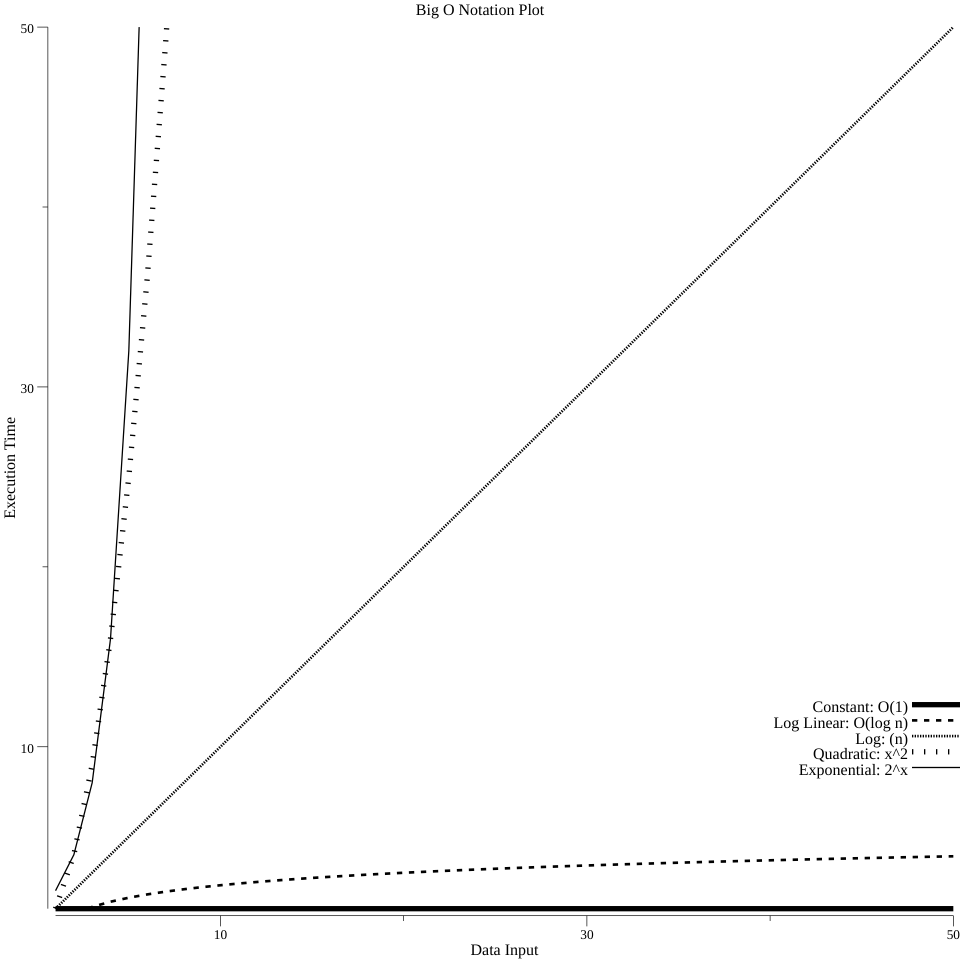 Big O Notation Plot
50
30
10
Execution Time
Constant: O(1)
Log Linear: O(log n)
Log: (n)
Quadratic: x^2
Exponential: 2^x
10
30
50
Data Input